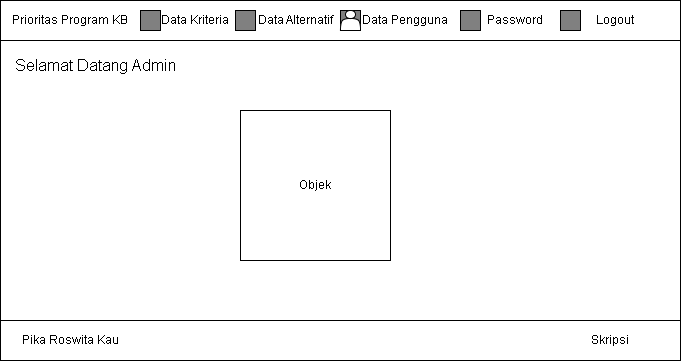 Prioritas Program KB Data Kriteria Data Alternatif Data Pengguna Password Logout
Selamat Datang Admin
Objek
Pika Roswita Kau Skripsi